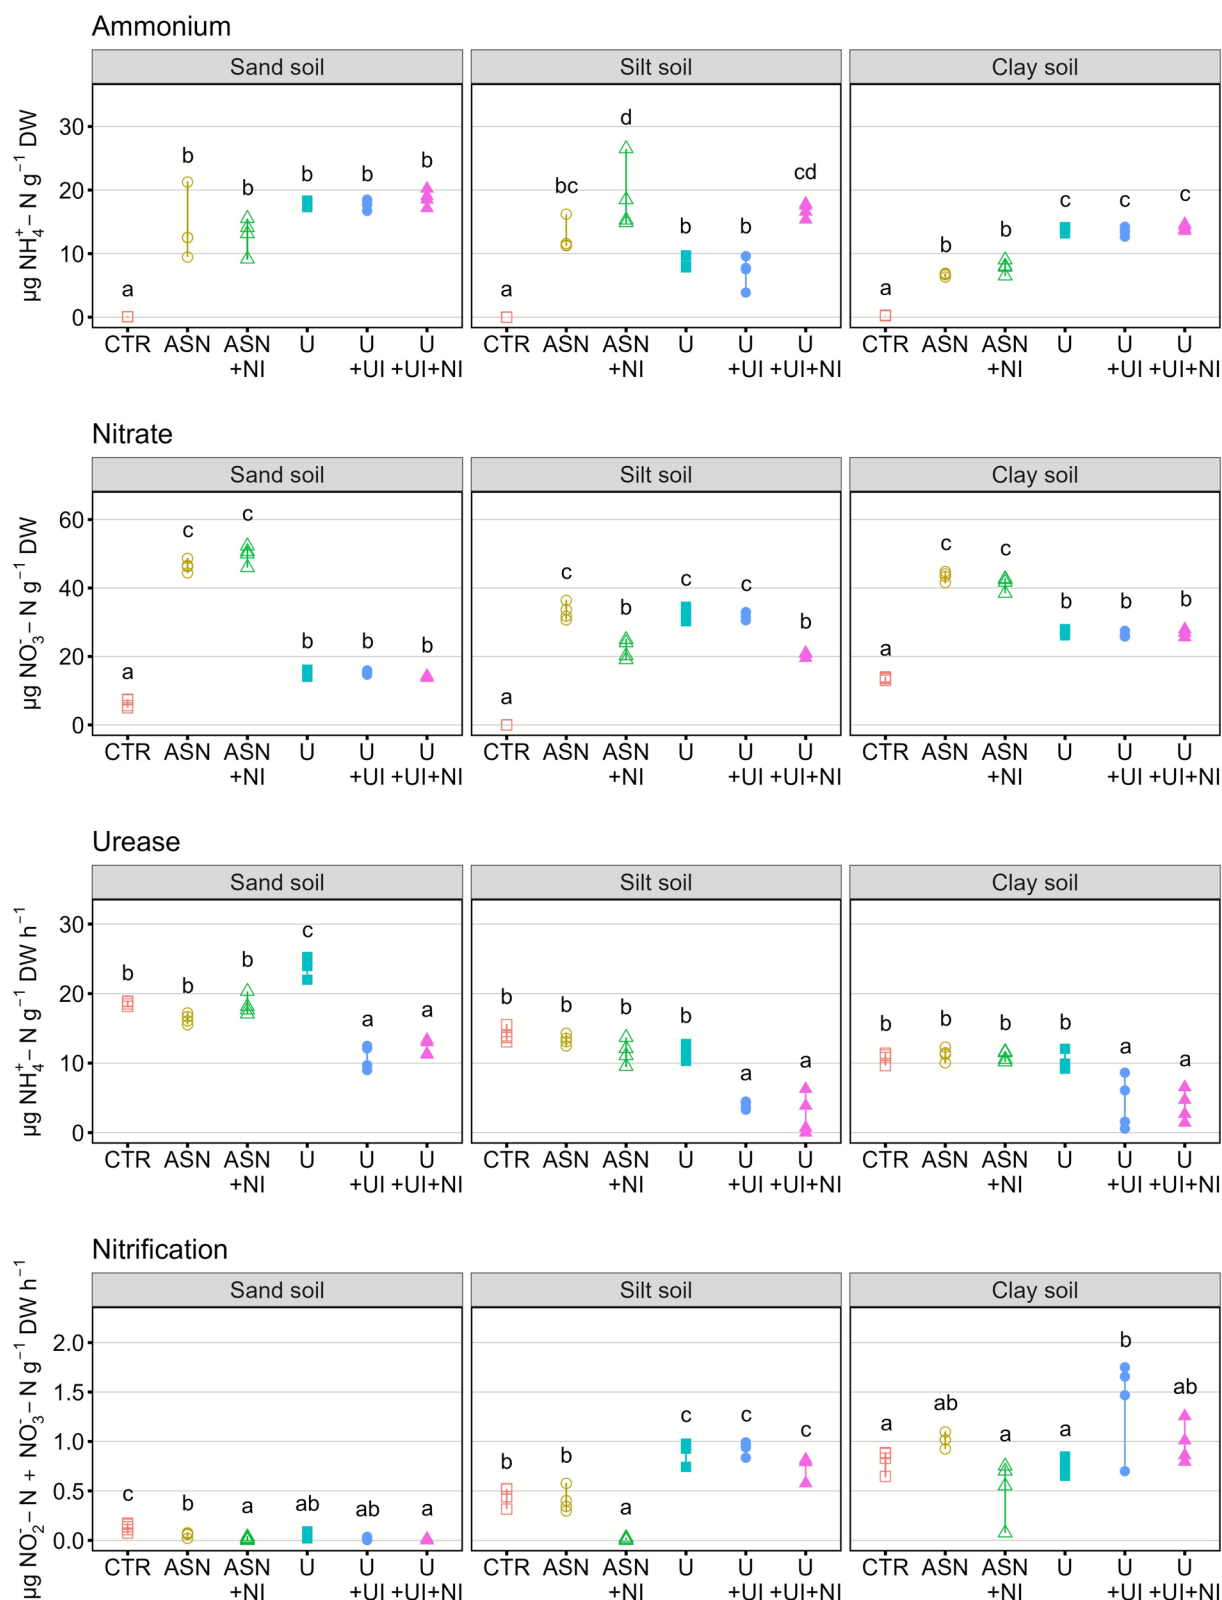 Ammonium
Sand soil Silt soil Clay soil
µg NH₄⁺ – N g⁻¹ DW
30
20
10
0
b b b b b a
bc d b b cd a
b b c c c a
CTR ASN ASN U U U CTR ASN ASN U U U CTR ASN ASN U U U
+NI +UI +UI+NI +NI +UI +UI+NI +NI +UI +UI+NI
Nitrate
Sand soil Silt soil Clay soil
µg NO₃⁻ – N g⁻¹ DW
60
40
20
0
a c c b b b
a c b c c b
a c c b b b
CTR ASN ASN U U U CTR ASN ASN U U U CTR ASN ASN U U U
+NI +UI +UI+NI +NI +UI +UI+NI +NI +UI +UI+NI
Urease
Sand soil Silt soil Clay soil
µg NH₄⁺ – N g⁻¹ DW h⁻¹
30
20
10
0
b b b c a a
b b b b a a
b b b b a a
CTR ASN ASN U U U CTR ASN ASN U U U CTR ASN ASN U U U
+NI +UI +UI+NI +NI +UI +UI+NI +NI +UI +UI+NI
Nitrification
Sand soil Silt soil Clay soil
µg NO₂⁻ – N + NO₃⁻ – N g⁻¹ DW h⁻¹
2.0
1.5
1.0
0.5
0.0
c b a ab ab a
b b a c c c
a ab a a b ab
CTR ASN ASN U U U CTR ASN ASN U U U CTR ASN ASN U U U
+NI +UI +UI+NI +NI +UI +UI+NI +NI +UI +UI+NI